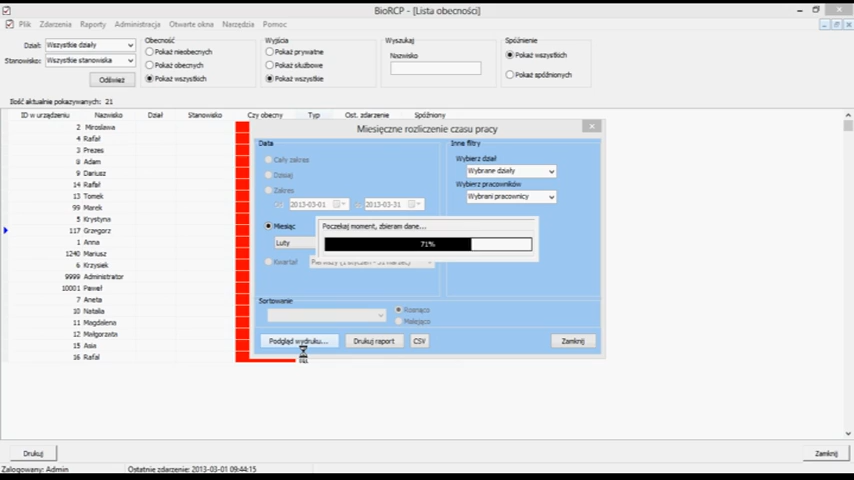 BioRCP - [Lista obecności]
Plik Zdarzenia Raporty Administracja Otwarte okna Narzędzia Pomoc
Dział: Wszystkie działy
Stanowisko: Wszystkie stanowiska
Odśwież
Obecność
Pokaż nieobecnych
Pokaż obecnych
Pokaż wszystkich
Wyjścia
Pokaż prywatne
Pokaż służbowe
Pokaż wszystkie
Wyszukaj
Nazwisko
Spóźnienie
Pokaż wszystkich
Pokaż spóźnionych
Ilość aktualnie pokazywanych: 21
ID w urządzeniu Nazwisko Dział Stanowisko Czy obecny Typ Ost. zdarzenie Spóźniony
2 Mirosława
4 Rafał
3 Prezes
8 Adam
9 Dariusz
14 Rafał
13 Tomek
99 Marek
5 Krystyna
117 Grzegorz
1 Anna
1240 Mariusz
6 Krzysiek
9999 Administrator
10001 Paweł
7 Aneta
10 Natalia
11 Magdalena
12 Małgorzata
15 Asia
16 Rafal
Miesięczne rozliczenie czasu pracy
Data
Cały zakres
Dzisiaj
Zakres
Od 2013-03-01 2013-03-31
Miesiąc
Luty
Kwartał Pierwszy (1 styczeń - 31 marzec)
Inne filtry
Wybierz dział
Wybrane działy
Wybierz pracowników
Wybrani pracownicy
Poczekaj moment, zbieram dane...
71%
Sortowanie
Rosnąco
Malejąco
Podgląd wydruku... Drukuj raport CSV Zamknij
Drukuj Zamknij
Zalogowany: Admin Ostatnie zdarzenie: 2013-03-01 09:44:15